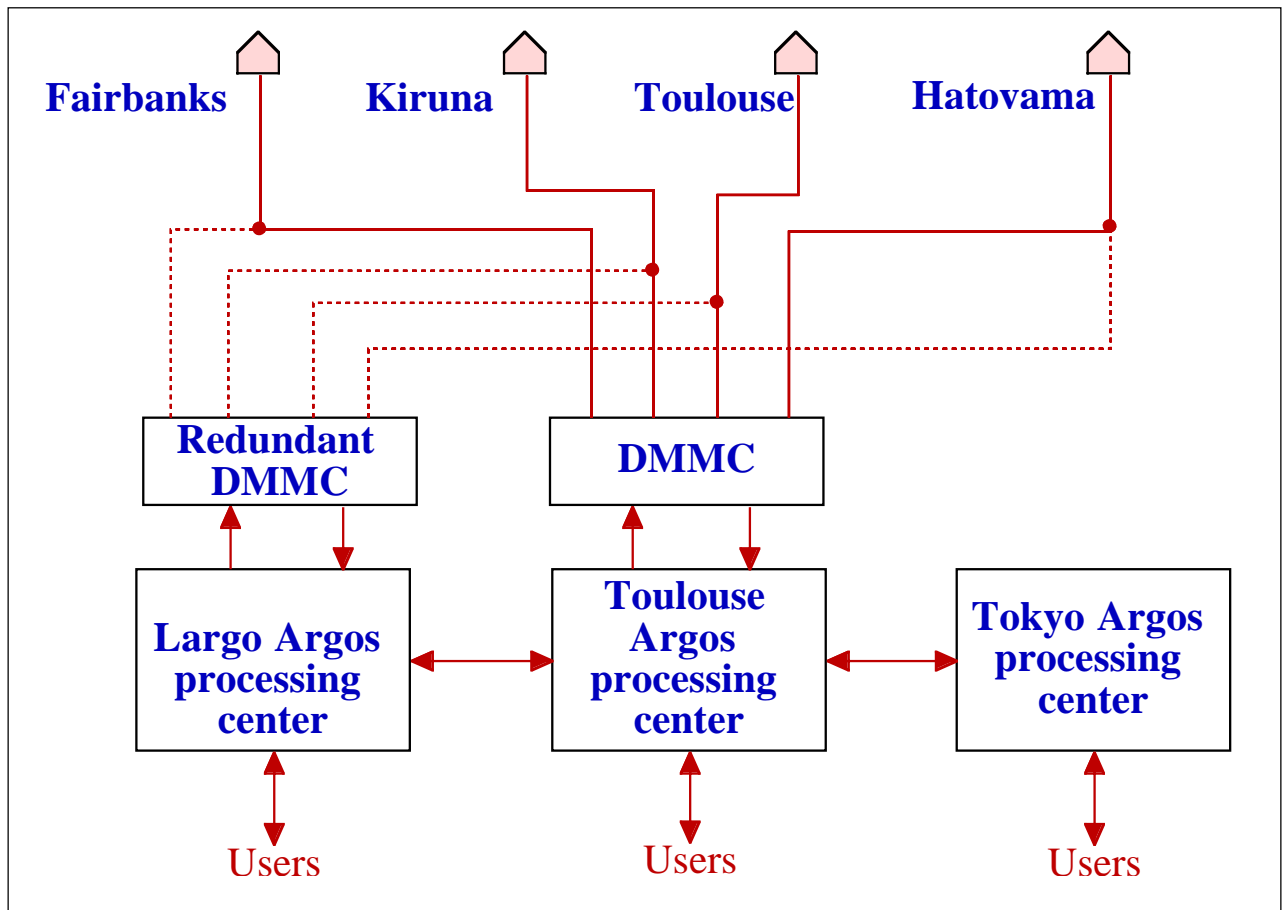 Fairbanks
Kiruna
Toulouse
Hatovama
Redundant
DMMC
DMMC
Largo Argos
processing
center
Toulouse
Argos
processing
center
Tokyo Argos
processing
center
Users
Users
Users